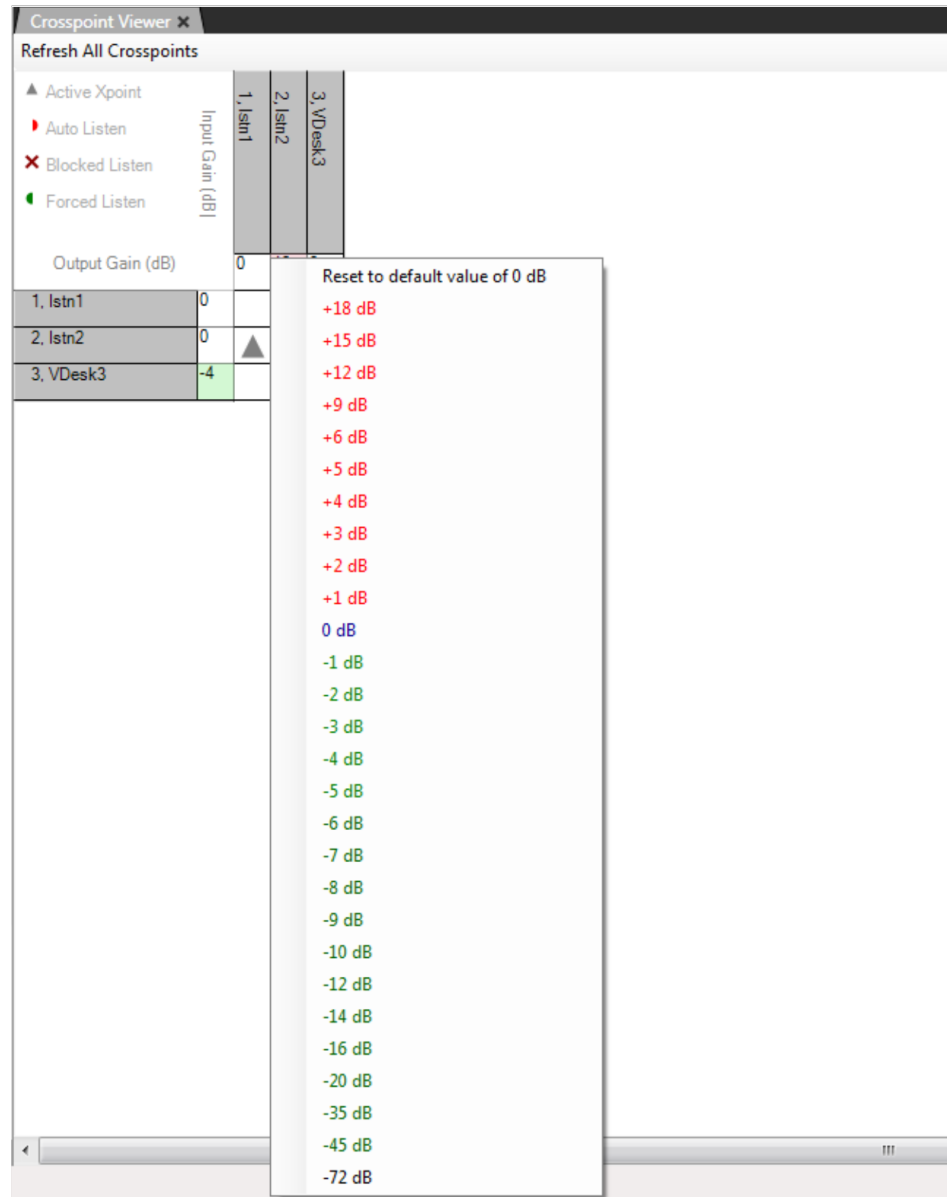 Crosspoint Viewer
Refresh All Crosspoints
Active Xpoint
Auto Listen
Blocked Listen
Forced Listen
Input Gain (dB)
1, Istn1
2, Istn2
3, VDesk3
Output Gain (dB)
0
1, Istn1 0
2, Istn2 0
3, VDesk3 -4
Reset to default value of 0 dB
+18 dB
+15 dB
+12 dB
+9 dB
+6 dB
+5 dB
+4 dB
+3 dB
+2 dB
+1 dB
0 dB
-1 dB
-2 dB
-3 dB
-4 dB
-5 dB
-6 dB
-7 dB
-8 dB
-9 dB
-10 dB
-12 dB
-14 dB
-16 dB
-20 dB
-35 dB
-45 dB
-72 dB